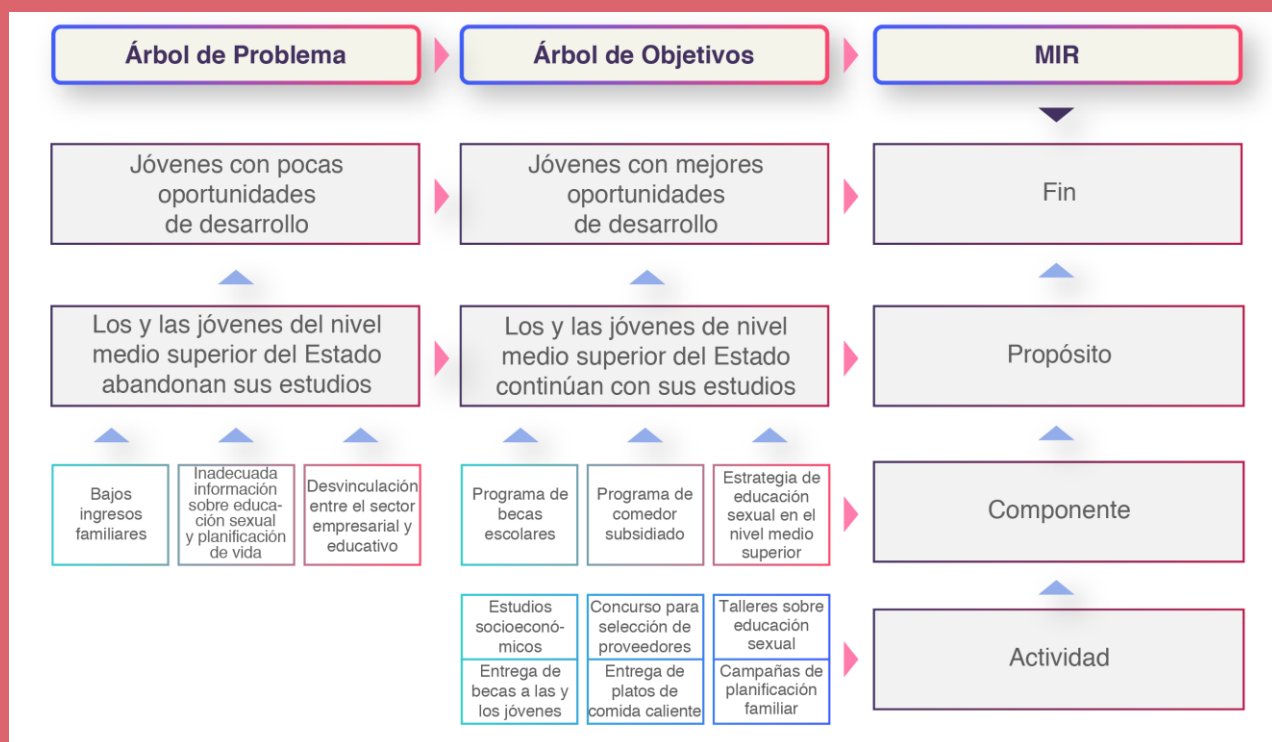 Árbol de Problema
Árbol de Objetivos
MIR
Jóvenes con pocas
oportunidades
de desarrollo
Jóvenes con mejores
oportunidades
de desarrollo
Fin
Los y las jóvenes del nivel
medio superior del Estado
abandonan sus estudios
Los y las jóvenes de nivel
medio superior del Estado
continúan con sus estudios
Propósito
Bajos
ingresos
familiares
Inadecuada
información
sobre educa-
ción sexual
y planificación
de vida
Desvinculación
entre el sector
empresarial y
educativo
Programa de
becas
escolares
Programa de
comedor
subsidiado
Estrategia de
educación
sexual en el
nivel medio
superior
Componente
Estudios
socioeconó-
micos
Concurso para
selección de
proveedores
Talleres sobre
educación
sexual
Entrega de
becas a las y
los jóvenes
Entrega de
platos de
comida caliente
Campañas de
planificación
familiar
Actividad